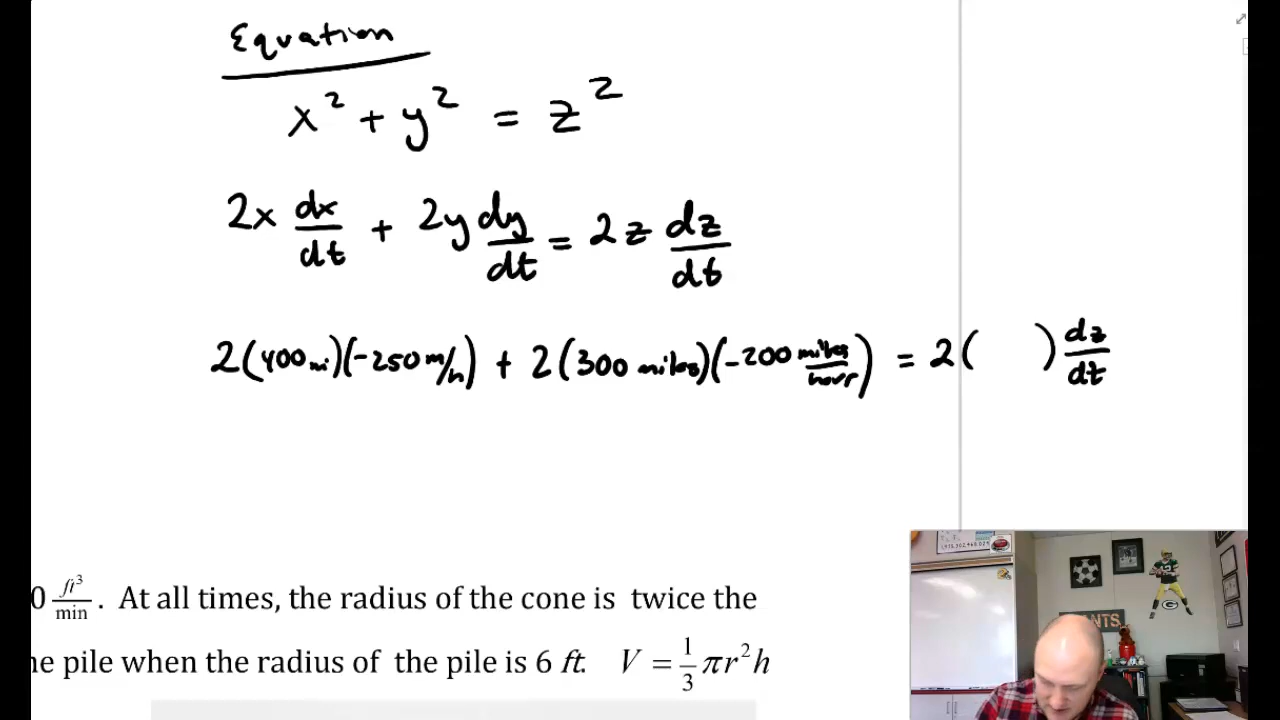 Equation
x² + y² = z²
2x dx/dt + 2y dy/dt = 2z dz/dt
2(400 mi)(-250 m/h) + 2(300 miles)(-200 miles/hour) = 2( ) dz/dt
0 ft³/min. At all times, the radius of the cone is twice the
he pile when the radius of the pile is 6 ft. V = 1/3 πr²h
ANTS
G